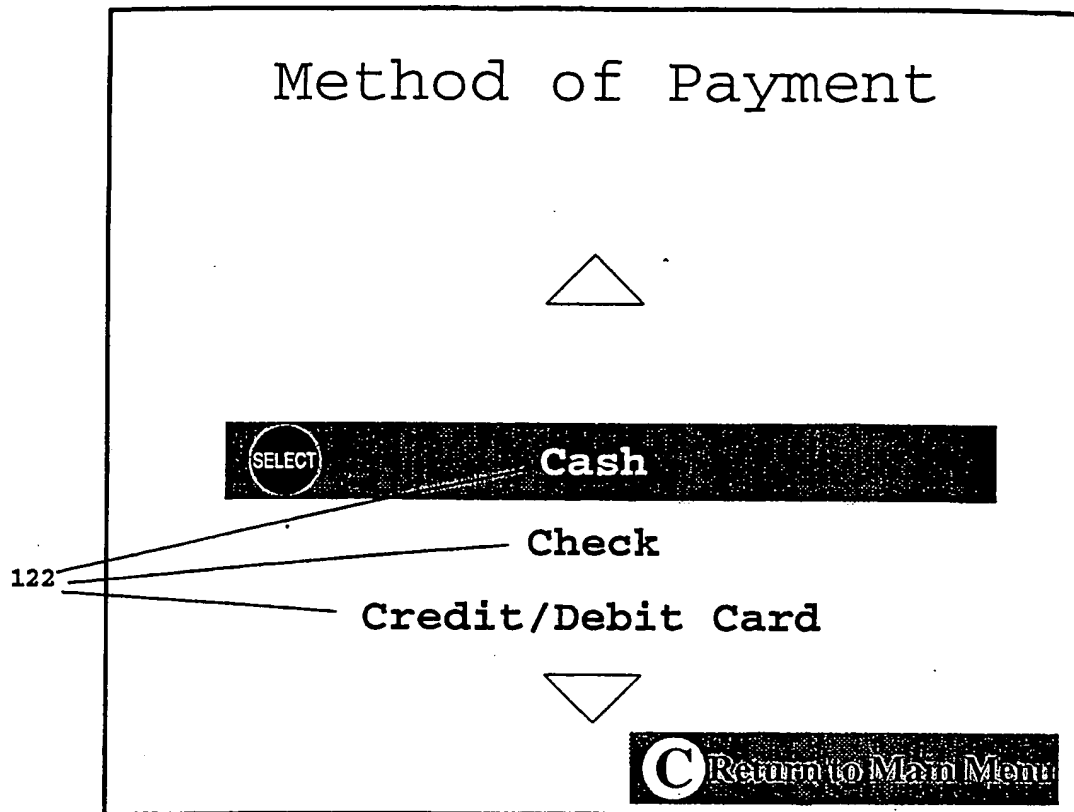 Method of Payment
SELECT Cash
Check
122
Credit/Debit Card
C Return to Main Menu